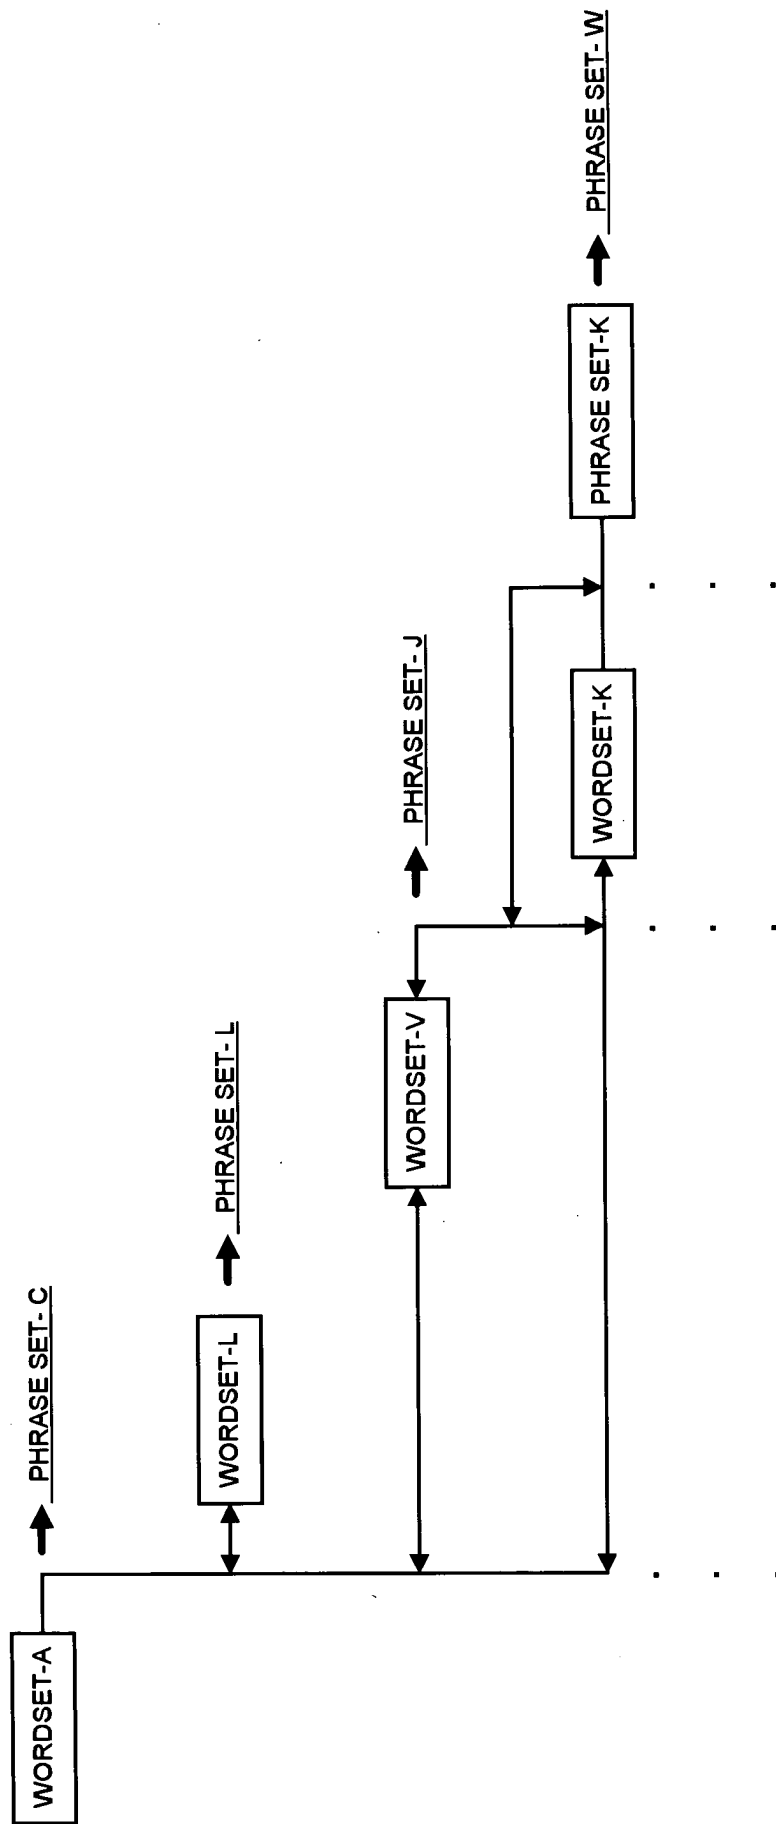 WORDSET-A
PHRASE SET- C
WORDSET-L
PHRASE SET- L
WORDSET-V
PHRASE SET- J
WORDSET-K
PHRASE SET-K
PHRASE SET- W